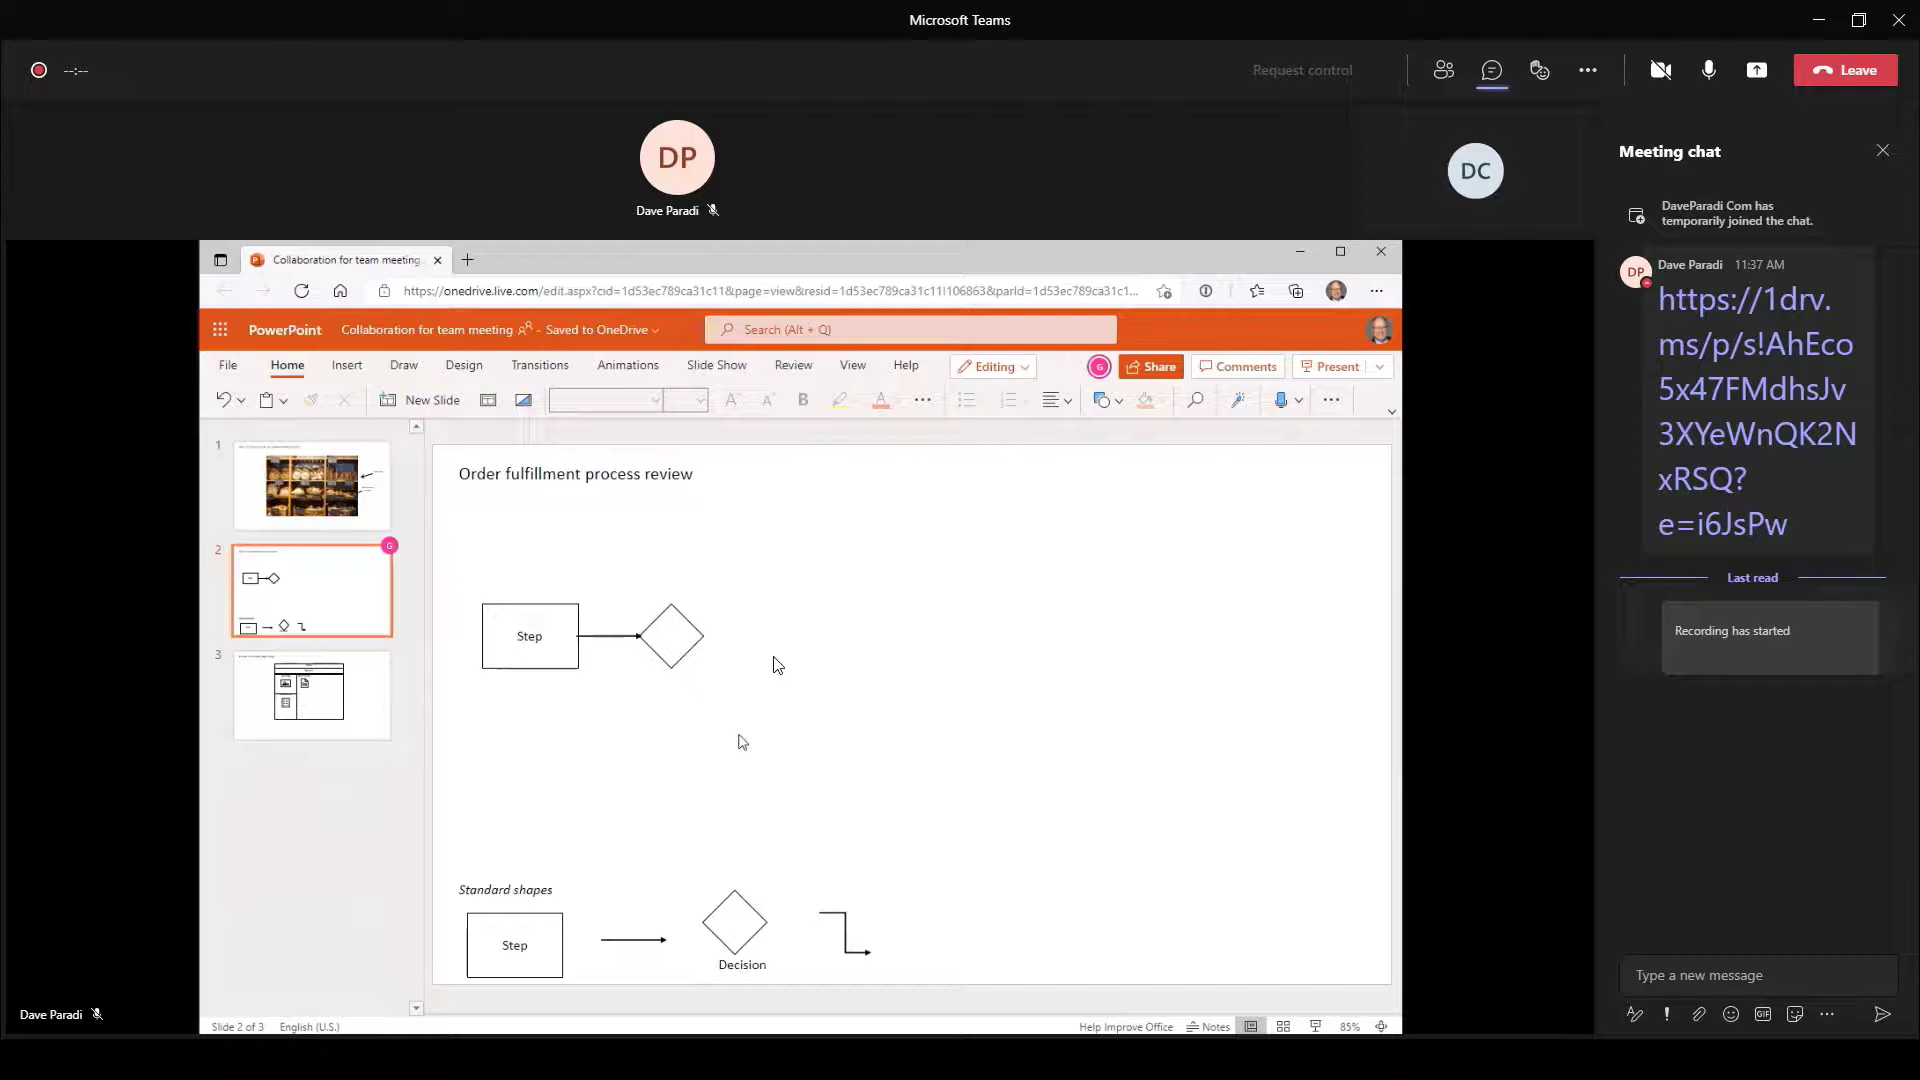 Microsoft Teams
--:--
Request control
Leave
DP
Dave Paradi
DC
Meeting chat
DaveParadi Com has
temporarily joined the chat.
DP
Dave Paradi 11:37 AM
https://1drv.
ms/p/s!AhEco
5x47FMdhsJv
3XYeWnQK2N
xRSQ?
e=i6JsPw
Last read
Recording has started
Type a new message
GIF
Collaboration for team meeting
https://onedrive.live.com/edit.aspx?cid=1d53ec789ca31c11&page=view&resid=1d53ec789ca31c11!106863&parId=1d53ec789ca31c1...
PowerPoint Collaboration for team meeting - Saved to OneDrive
Search (Alt + Q)
File Home Insert Draw Design Transitions Animations Slide Show Review View Help Editing G Share Comments Present
New Slide
A A B A
1
2
G
3
Order fulfillment process review
Step
Standard shapes
Step
Decision
Slide 2 of 3 English (U.S.)
Help Improve Office Notes 85%
Dave Paradi